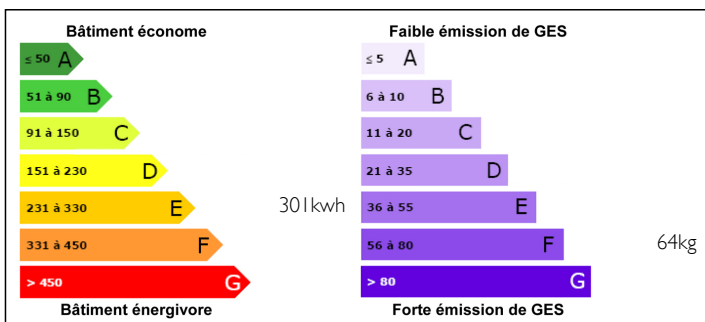 Bâtiment économe
≤ 50 A
51 à 90 B
91 à 150 C
151 à 230 D
231 à 330 E
301kwh
331 à 450 F
> 450 G
Bâtiment énergivore
Faible émission de GES
≤ 5 A
6 à 10 B
11 à 20 C
21 à 35 D
36 à 55 E
56 à 80 F
64kg
> 80 G
Forte émission de GES